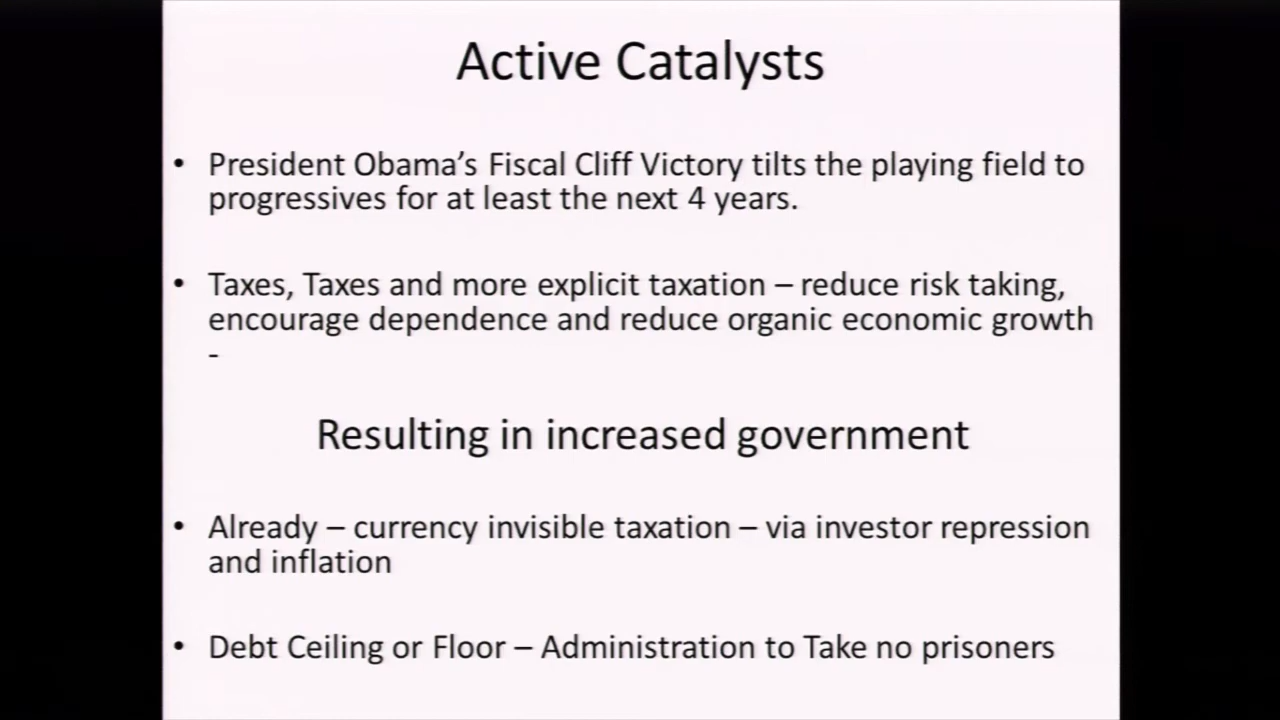 Active Catalysts
• President Obama's Fiscal Cliff Victory tilts the playing field to
progressives for at least the next 4 years.
• Taxes, Taxes and more explicit taxation – reduce risk taking,
encourage dependence and reduce organic economic growth
-
Resulting in increased government
• Already – currency invisible taxation – via investor repression
and inflation
• Debt Ceiling or Floor – Administration to Take no prisoners